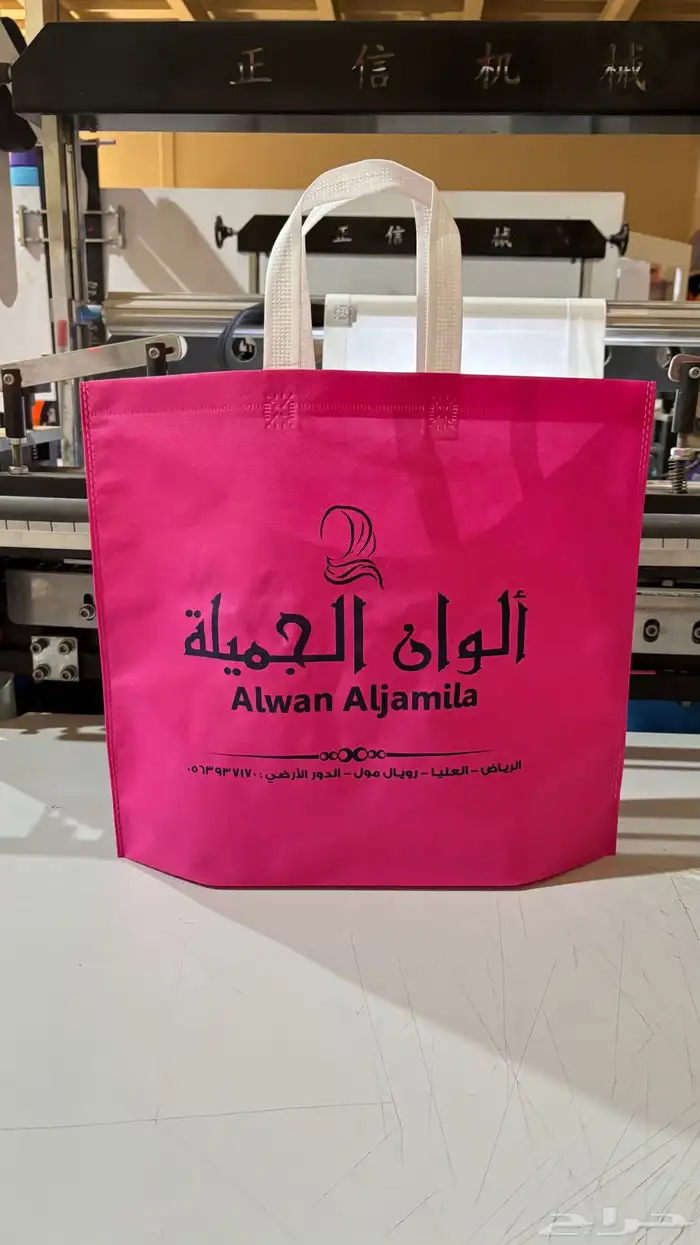 正信机械
正信 械
ألوان الجميلة
Alwan Aljamila
الرياض - العليا - رويال مول - الدور الأرضي : ٠٥٦٣٩٣٧١٧٠
حراج